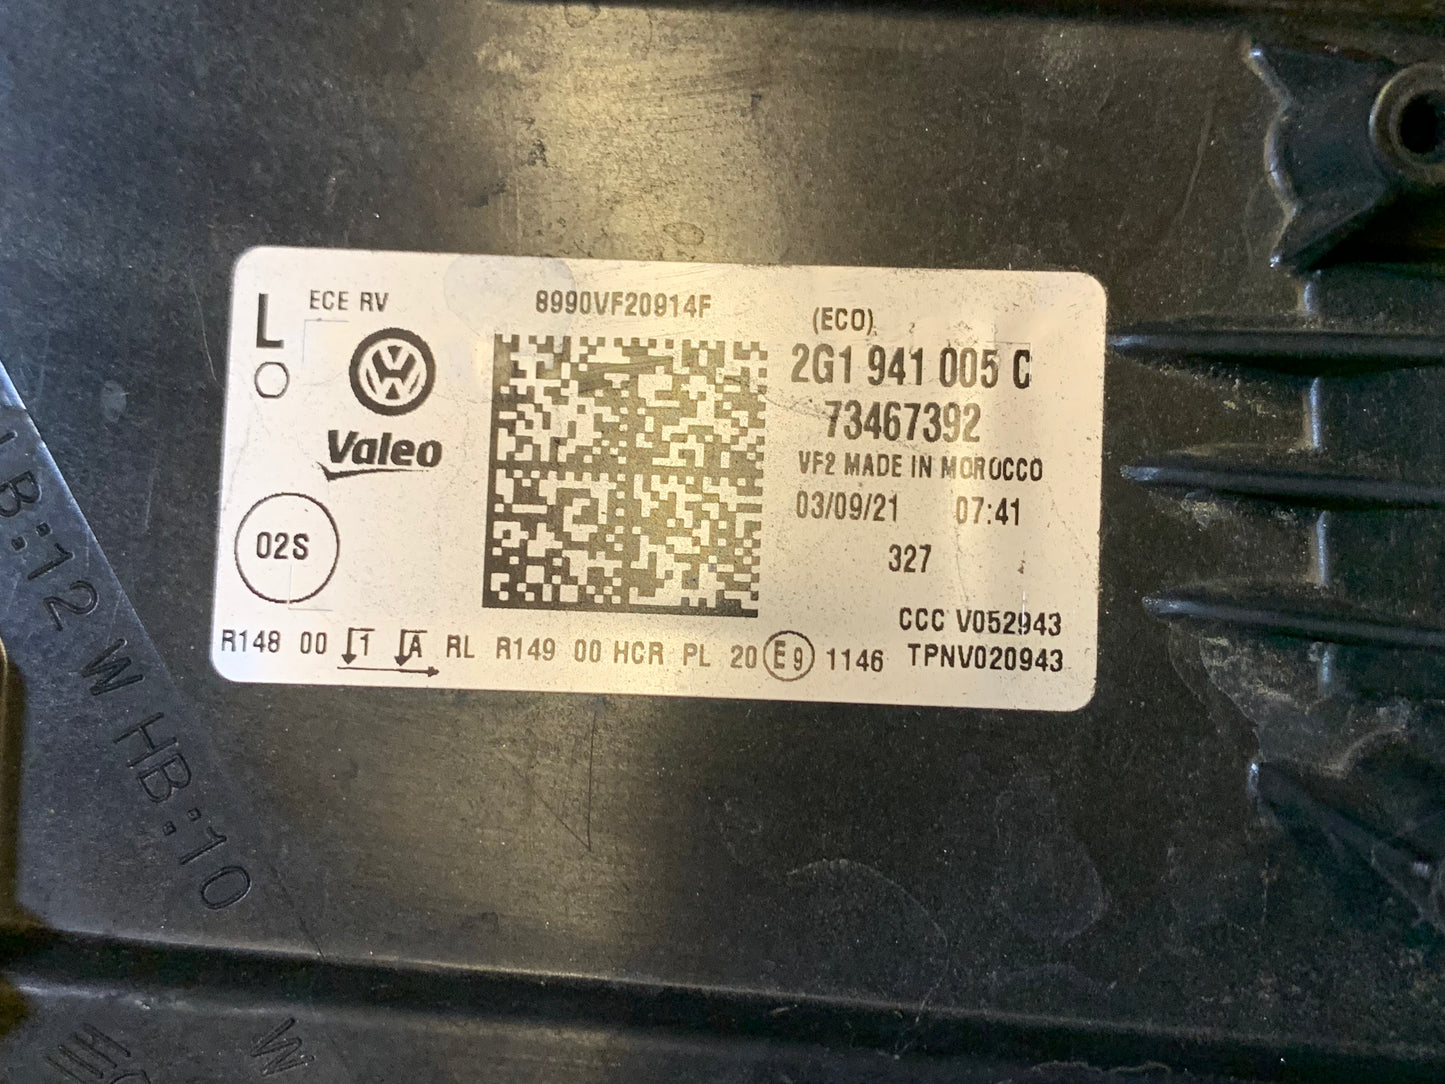 L
ECE RV
8990VF20914F
(ECO)
2G1 941 005 C
73467392
Valeo
VF2 MADE IN MOROCCO
03/09/21 07:41
02S
327
CCC V052943
R148 00 1 A RL R149 00 HCR PL 20 E9 1146 TPNV020943
B:12 W HB:10
W